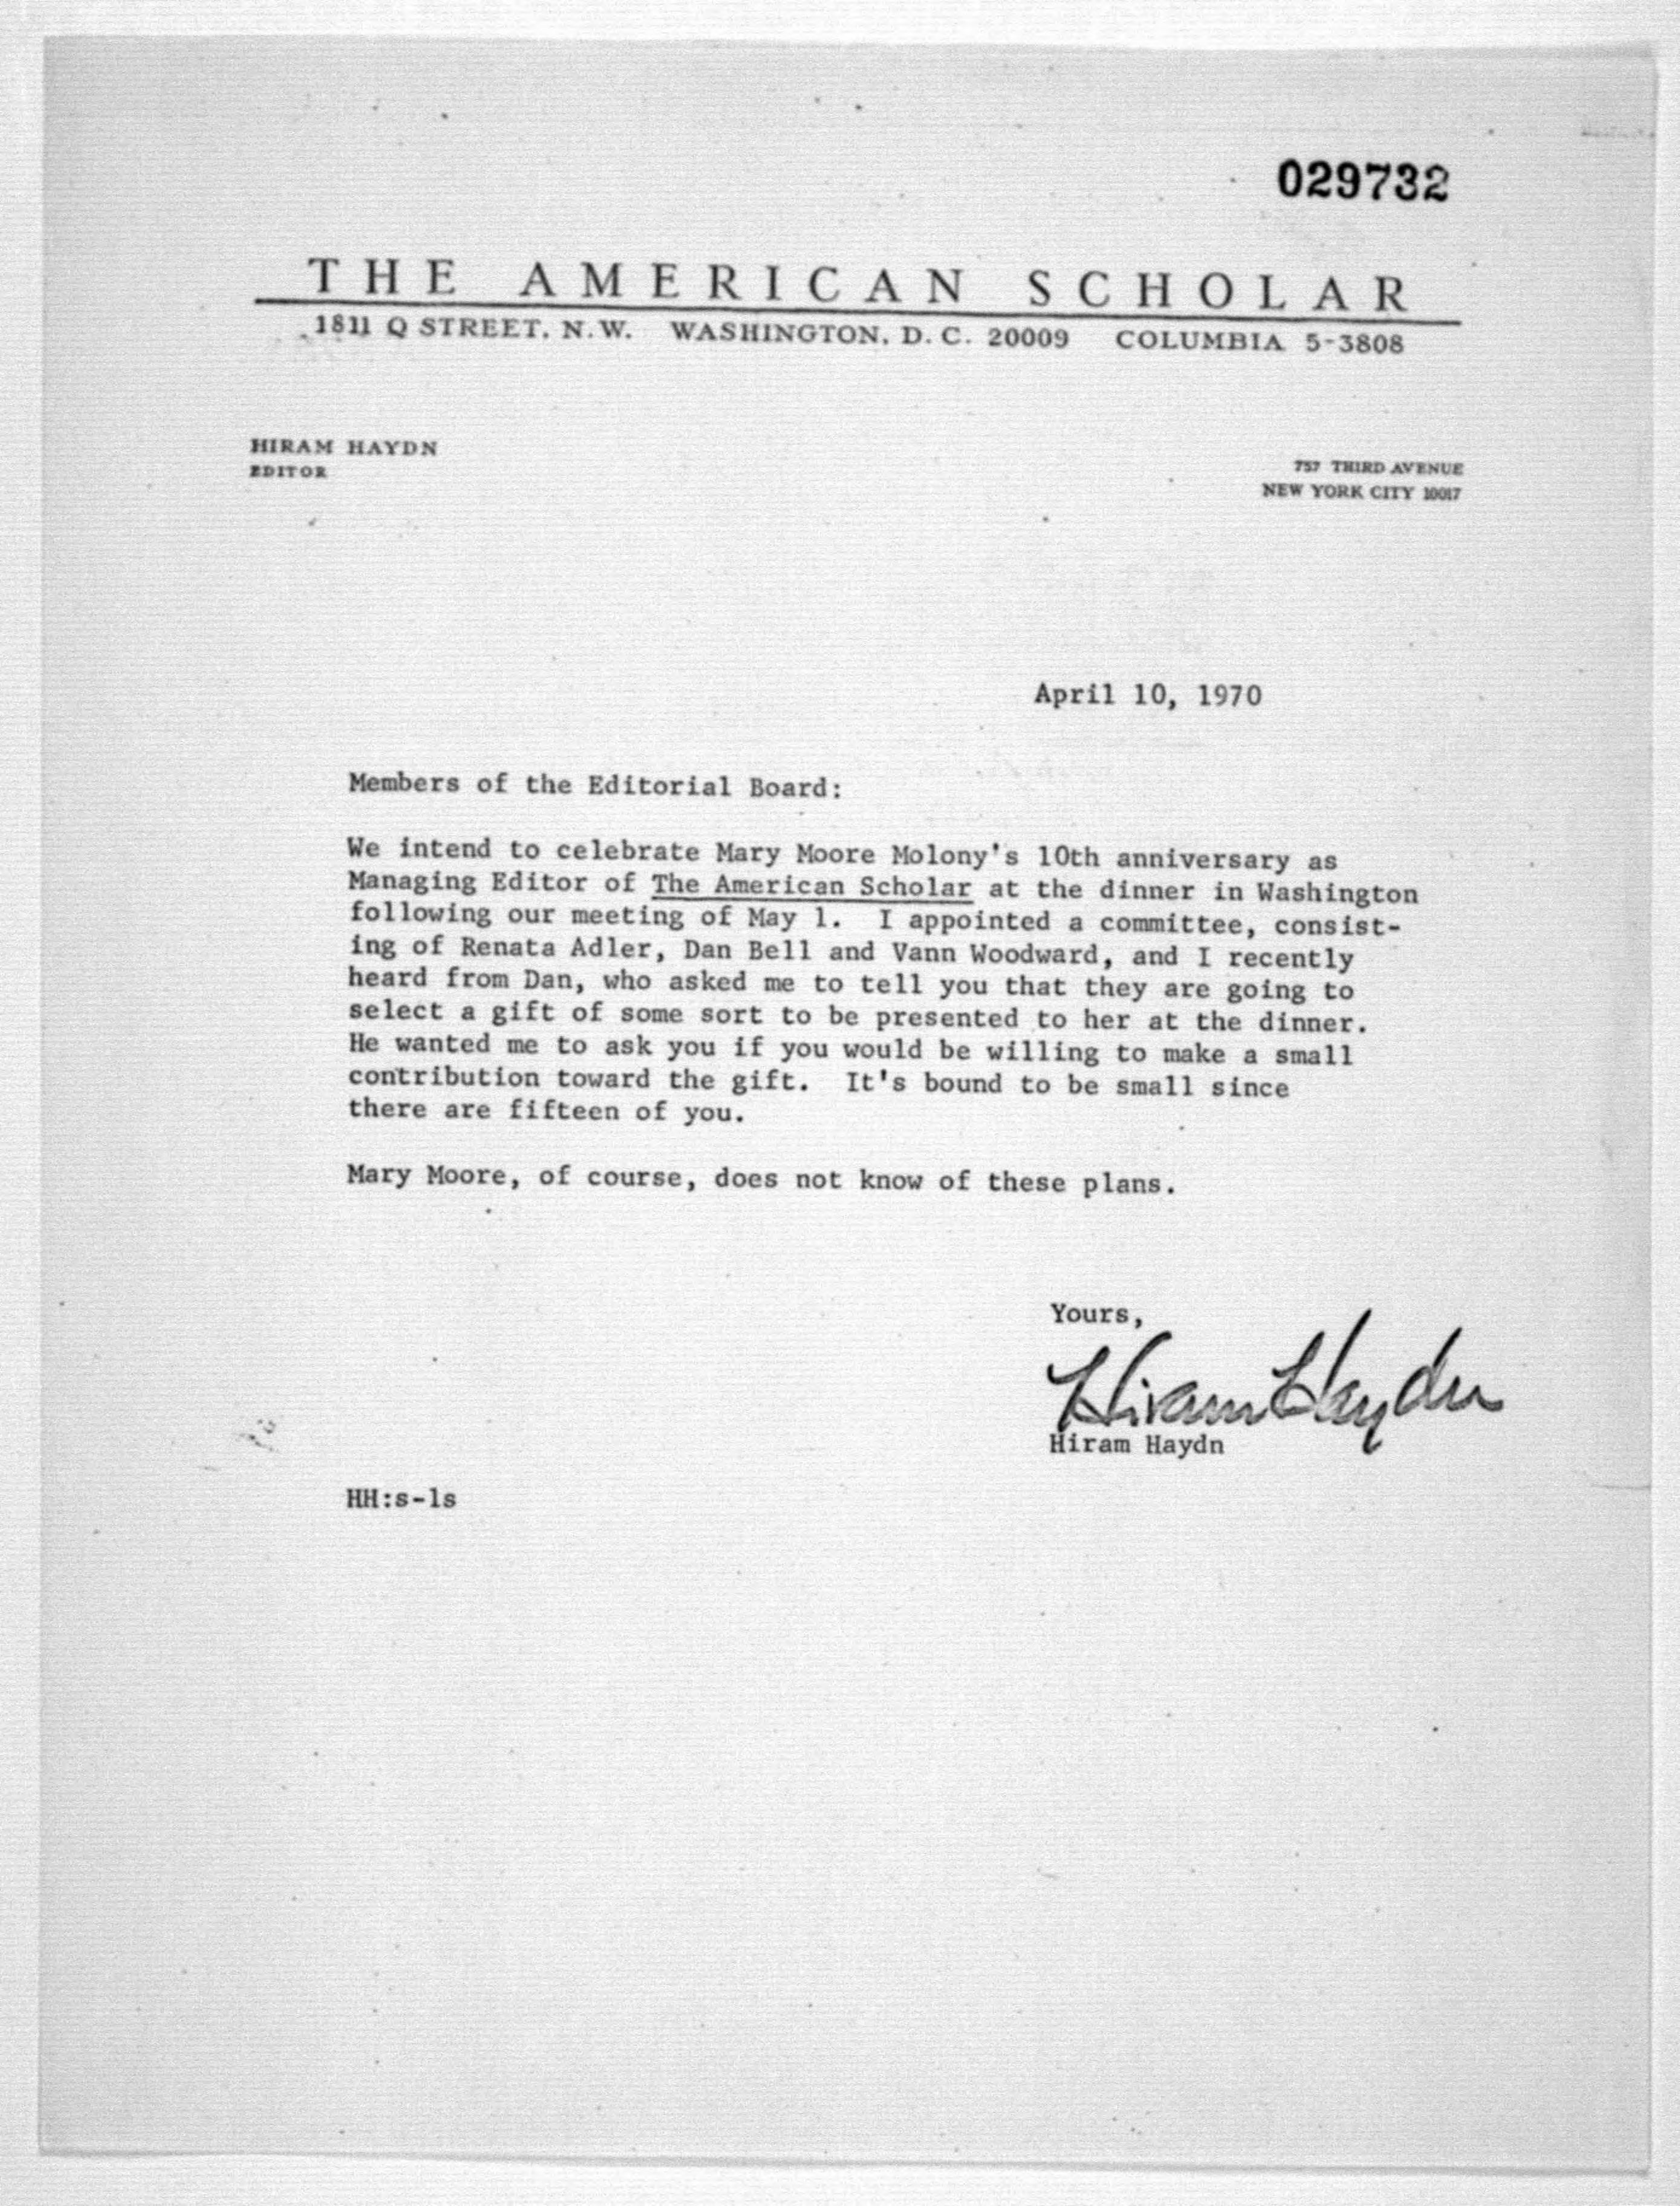 029732
THE AMERICAN SCHOLAR
1811 Q STREET, N.W. WASHINGTON, D. C. 20009 COLUMBIA 5-3808
HIRAM HAYDN
EDITOR
757 THIRD AVENUE
NEW YORK CITY 10017
April 10, 1970
Members of the Editorial Board:
We intend to celebrate Mary Moore Molony's 10th anniversary as
Managing Editor of The American Scholar at the dinner in Washington
following our meeting of May 1. I appointed a committee, consist-
ing of Renata Adler, Dan Bell and Vann Woodward, and I recently
heard from Dan, who asked me to tell you that they are going to
select a gift of some sort to be presented to her at the dinner.
He wanted me to ask you if you would be willing to make a small
contribution toward the gift. It's bound to be small since
there are fifteen of you.
Mary Moore, of course, does not know of these plans.
Yours,
Hiram Haydn
Hiram Haydn
HH:s-ls